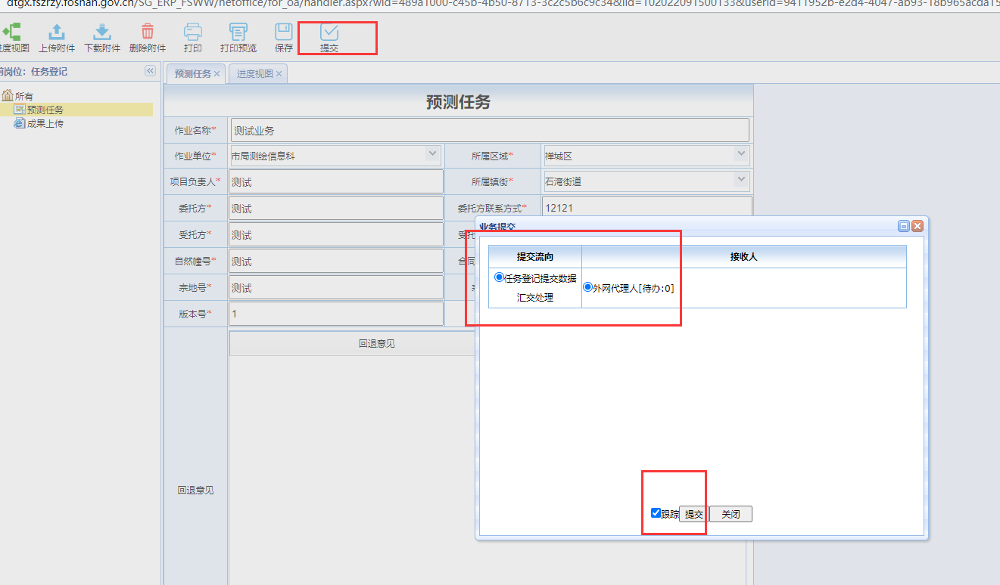 dtgx.fszrzy.foshan.gov.cn/SG_ERP_FSWW/netoffice/for_oa/handler.aspx?wid=489a1000-c45b-4b50-8713-3c2c5b6c9c34&iid=102022091500133&userid=9411952b-e2d4-4047-ab93-18b965acda15
进度视图 上传附件 下载附件 删除附件 打印 打印预览 保存 提交
前岗位：任务登记
预测任务 进度视图
所有
预测任务
成果上传
预测任务
作业名称* 测试业务
作业单位* 市局测绘信息科 所属区域* 禅城区
项目负责人* 测试 所属镇街* 石湾街道
委托方* 测试 委托方联系方式* 12121
受托方* 测试 受托
自然幢号* 测试 合同
宗地号* 测试
版本号* 1
回退意见
回退意见
业务提交
提交流向 接收人
任务登记提交数据
汇交处理
外网代理人[待办:0]
跟踪 提交 关闭